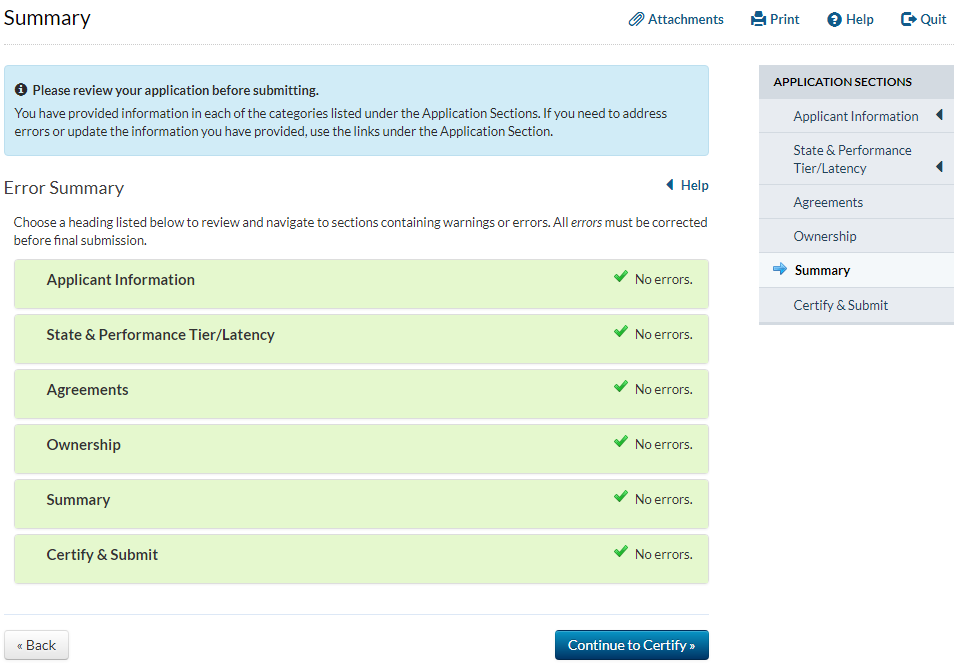 Summary
Attachments
Print
Help
Quit
Please review your application before submitting.
You have provided information in each of the categories listed under the Application Sections. If you need to address
errors or update the information you have provided, use the links under the Application Section.
APPLICATION SECTIONS
Applicant Information
State & Performance
Tier/Latency
Agreements
Ownership
Summary
Certify & Submit
Error Summary
Help
Choose a heading listed below to review and navigate to sections containing warnings or errors. All errors must be corrected
before final submission.
Applicant Information
No errors.
State & Performance Tier/Latency
No errors.
Agreements
No errors.
Ownership
No errors.
Summary
No errors.
Certify & Submit
No errors.
« Back
Continue to Certify »